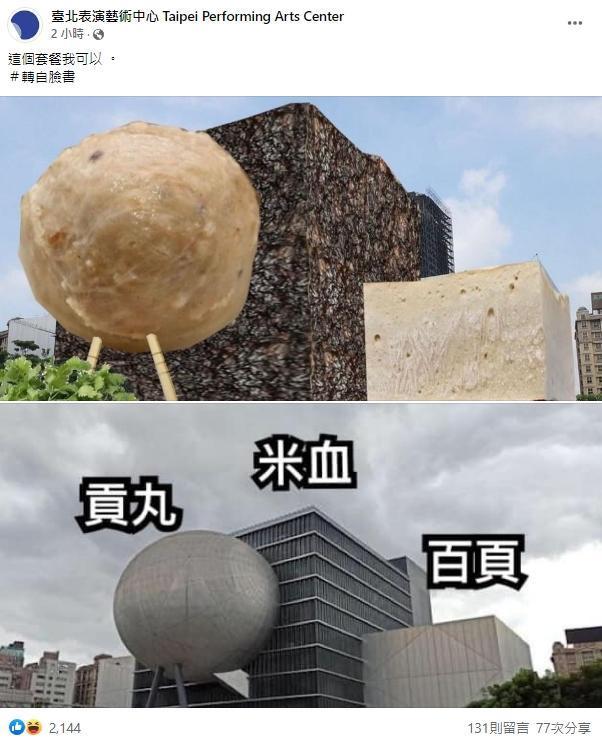 臺北表演藝術中心 Taipei Performing Arts Center
2 小時 ·
這個套餐我可以 。
＃轉自臉書
米血
貢丸
百頁
2,144
131則留言 77次分享